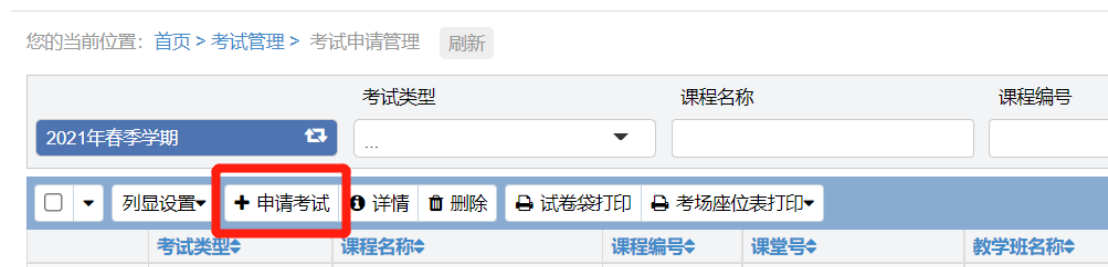 您的当前位置：首页 > 考试管理 > 考试申请管理 刷新
考试类型 课程名称 课程编号
2021年春季学期 ...
列显设置 申请考试 详情 删除 试卷袋打印 考场座位表打印
考试类型 课程名称 课程编号 课堂号 教学班名称